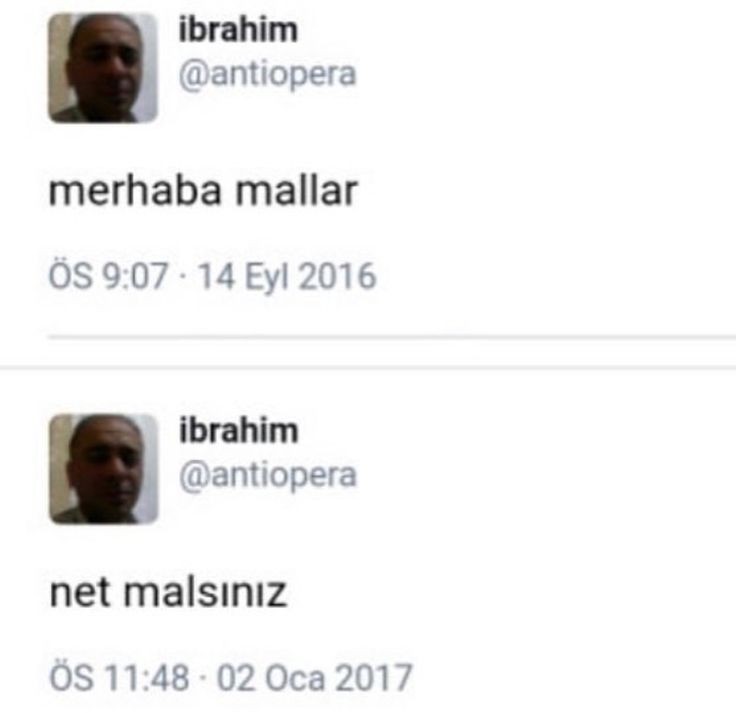 ibrahim
@antiopera
merhaba mallar
ÖS 9:07 · 14 Eyl 2016
ibrahim
@antiopera
net malsınız
ÖS 11:48 · 02 Oca 2017